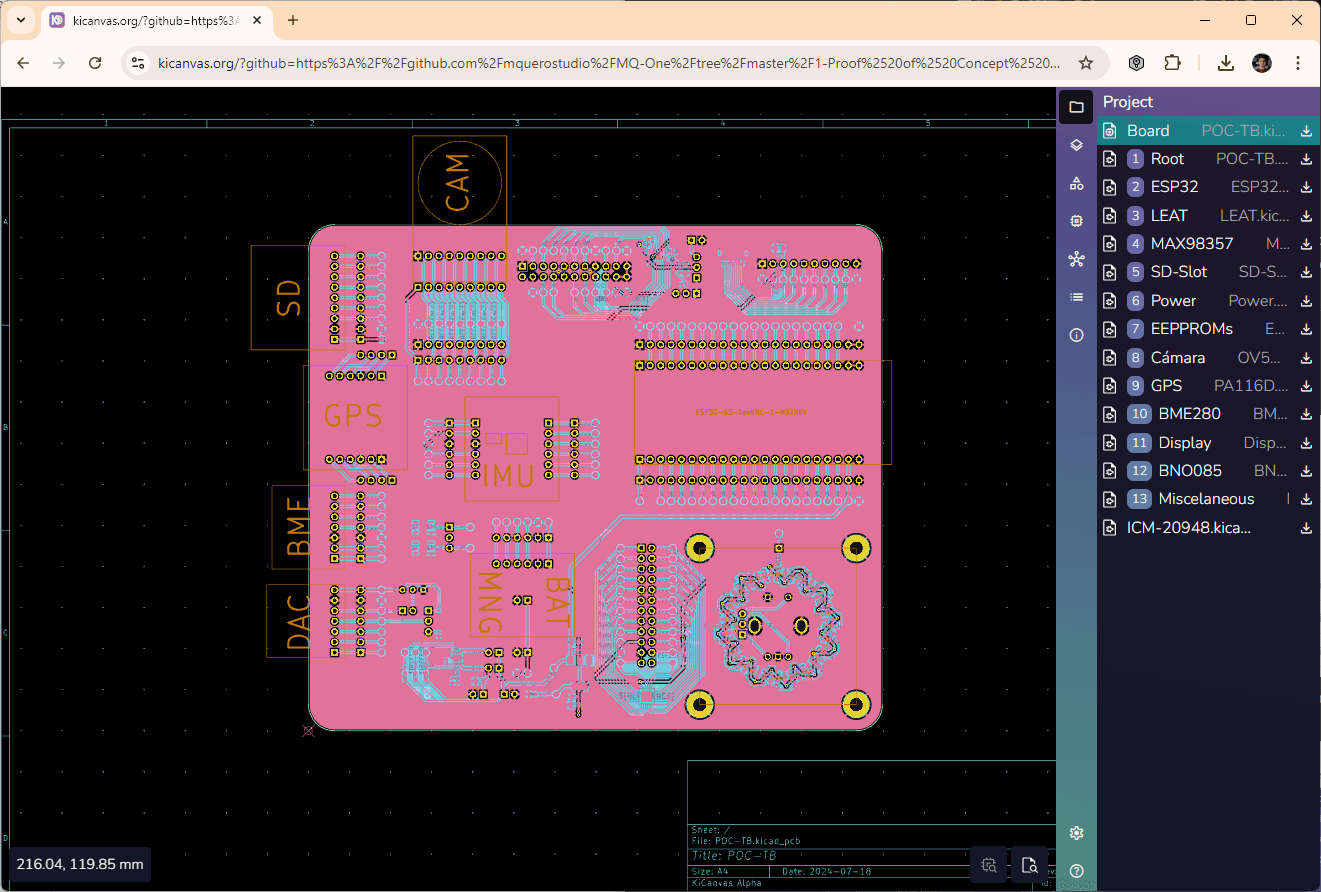 kicanvas.org/?github=https%3A
kicanvas.org/?github=https%3A%2F%2Fgithub.com%2Fmquerostudio%2FMQ-One%2Ftree%2Fmaster%2F1-Proof%2520of%2520Concept%2520...
Project
Board POC-TB.ki...
1 Root POC-TB....
2 ESP32 ESP32...
3 LEAT LEAT.kic...
4 MAX98357 M...
5 SD-Slot SD-S...
6 Power Power....
7 EEPPROMs E...
8 Cámara OV5...
9 GPS PA116D...
10 BME280 BM...
11 Display Disp...
12 BNO085 BN...
13 Miscelaneous
ICM-20948.kica...
1 2 3 4 5
A
B
C
D
CAM
SD
GPS
IMU
BME
DAC
MNG
BAT
ESP32-S3-DevKitC-1-N32R8V
Sheet: /
File: POC-TB.kicad_pcb
Title: POC-TB
Size: A4 Date: 2024-07-18
KiCanvas Alpha
216.04, 119.85 mm